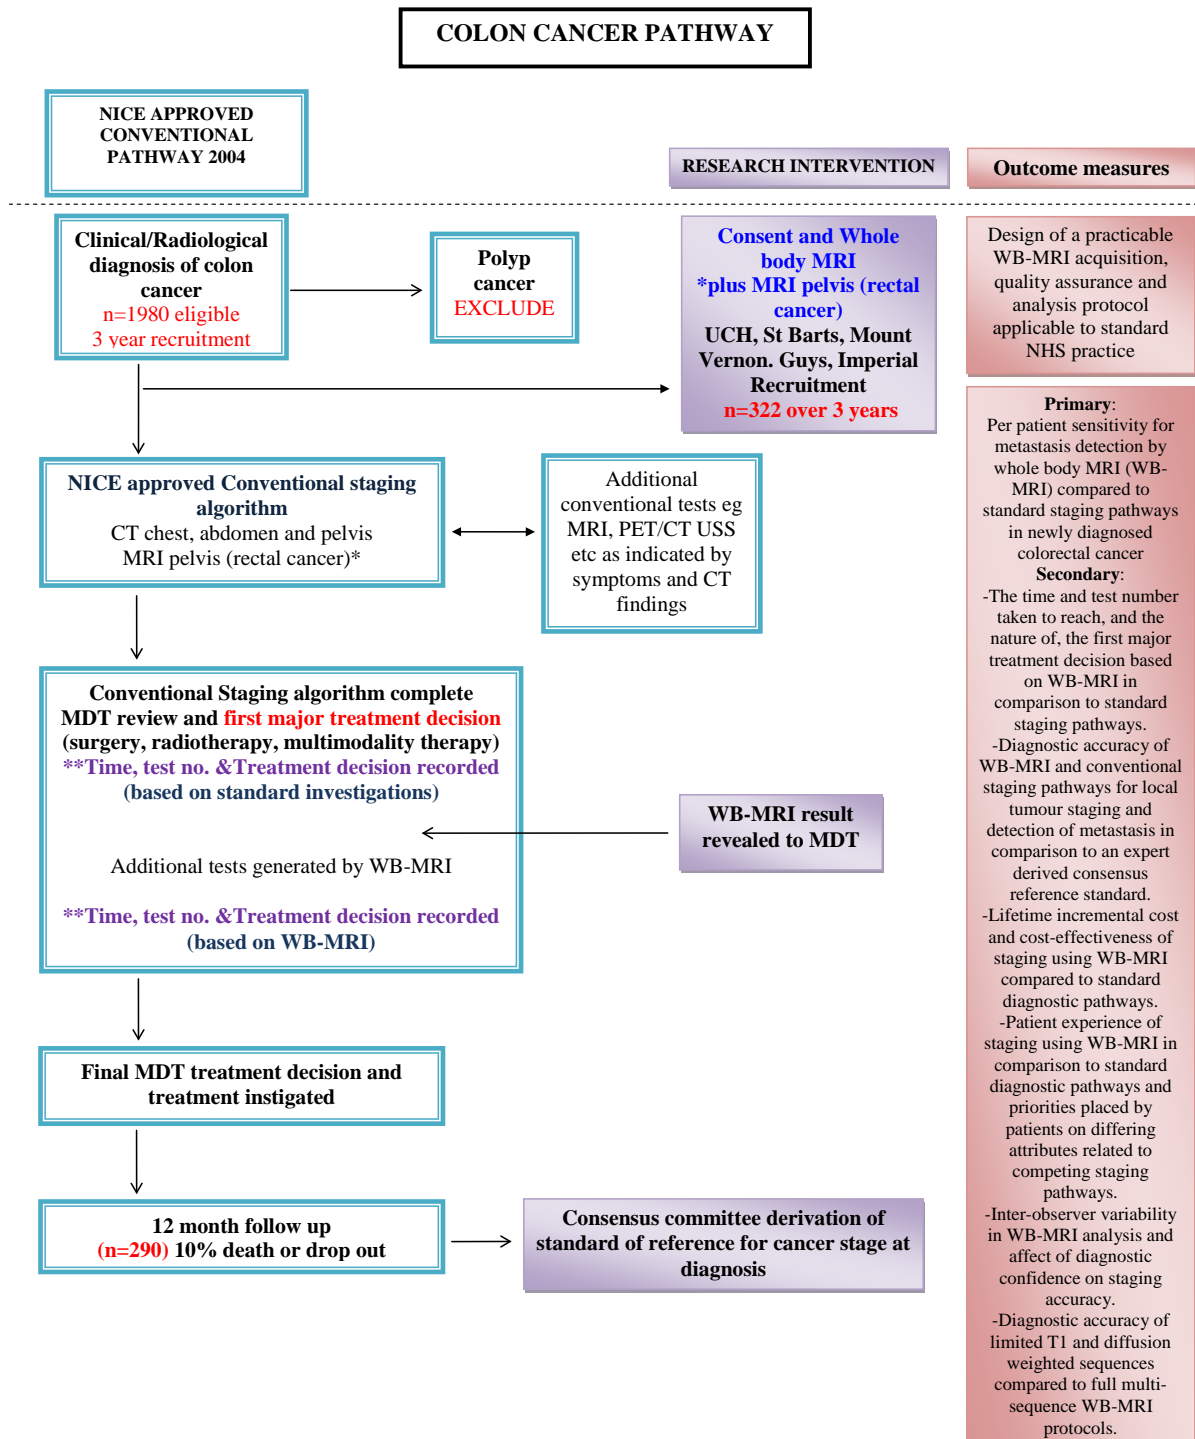 COLON CANCER PATHWAY
NICE APPROVED
CONVENTIONAL
PATHWAY 2004
RESEARCH INTERVENTION
Outcome measures
Clinical/Radiological
diagnosis of colon
cancer
n=1980 eligible
3 year recruitment
Polyp
cancer
EXCLUDE
Consent and Whole
body MRI
*plus MRI pelvis (rectal
cancer)
UCH, St Barts, Mount
Vernon. Guys, Imperial
Recruitment
n=322 over 3 years
Design of a practicable
WB-MRI acquisition,
quality assurance and
analysis protocol
applicable to standard
NHS practice
NICE approved Conventional staging
algorithm
CT chest, abdomen and pelvis
MRI pelvis (rectal cancer)*
Additional
conventional tests eg
MRI, PET/CT USS
etc as indicated by
symptoms and CT
findings
Conventional Staging algorithm complete
MDT review and first major treatment decision
(surgery, radiotherapy, multimodality therapy)
**Time, test no. &Treatment decision recorded
(based on standard investigations)
Additional tests generated by WB-MRI
**Time, test no. &Treatment decision recorded
(based on WB-MRI)
WB-MRI result
revealed to MDT
Final MDT treatment decision and
treatment instigated
12 month follow up
(n=290) 10% death or drop out
Consensus committee derivation of
standard of reference for cancer stage at
diagnosis
Primary:
Per patient sensitivity for
metastasis detection by
whole body MRI (WB-
MRI) compared to
standard staging pathways
in newly diagnosed
colorectal cancer
Secondary:
-The time and test number
taken to reach, and the
nature of, the first major
treatment decision based
on WB-MRI in
comparison to standard
staging pathways.
-Diagnostic accuracy of
WB-MRI and conventional
staging pathways for local
tumour staging and
detection of metastasis in
comparison to an expert
derived consensus
reference standard.
-Lifetime incremental cost
and cost-effectiveness of
staging using WB-MRI
compared to standard
diagnostic pathways.
-Patient experience of
staging using WB-MRI in
comparison to standard
diagnostic pathways and
priorities placed by
patients on differing
attributes related to
competing staging
pathways.
-Inter-observer variability
in WB-MRI analysis and
affect of diagnostic
confidence on staging
accuracy.
-Diagnostic accuracy of
limited T1 and diffusion
weighted sequences
compared to full multi-
sequence WB-MRI
protocols.